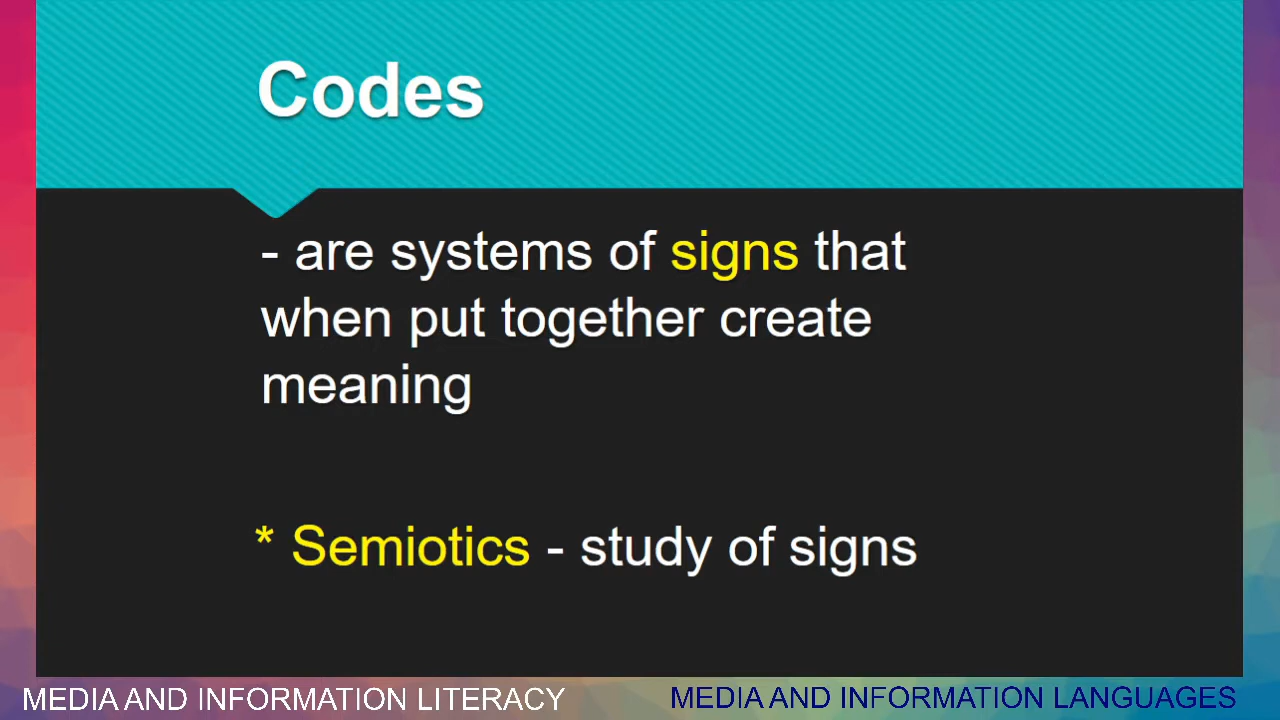 Codes
- are systems of signs that
when put together create
meaning
* Semiotics - study of signs
MEDIA AND INFORMATION LITERACY
MEDIA AND INFORMATION LANGUAGES